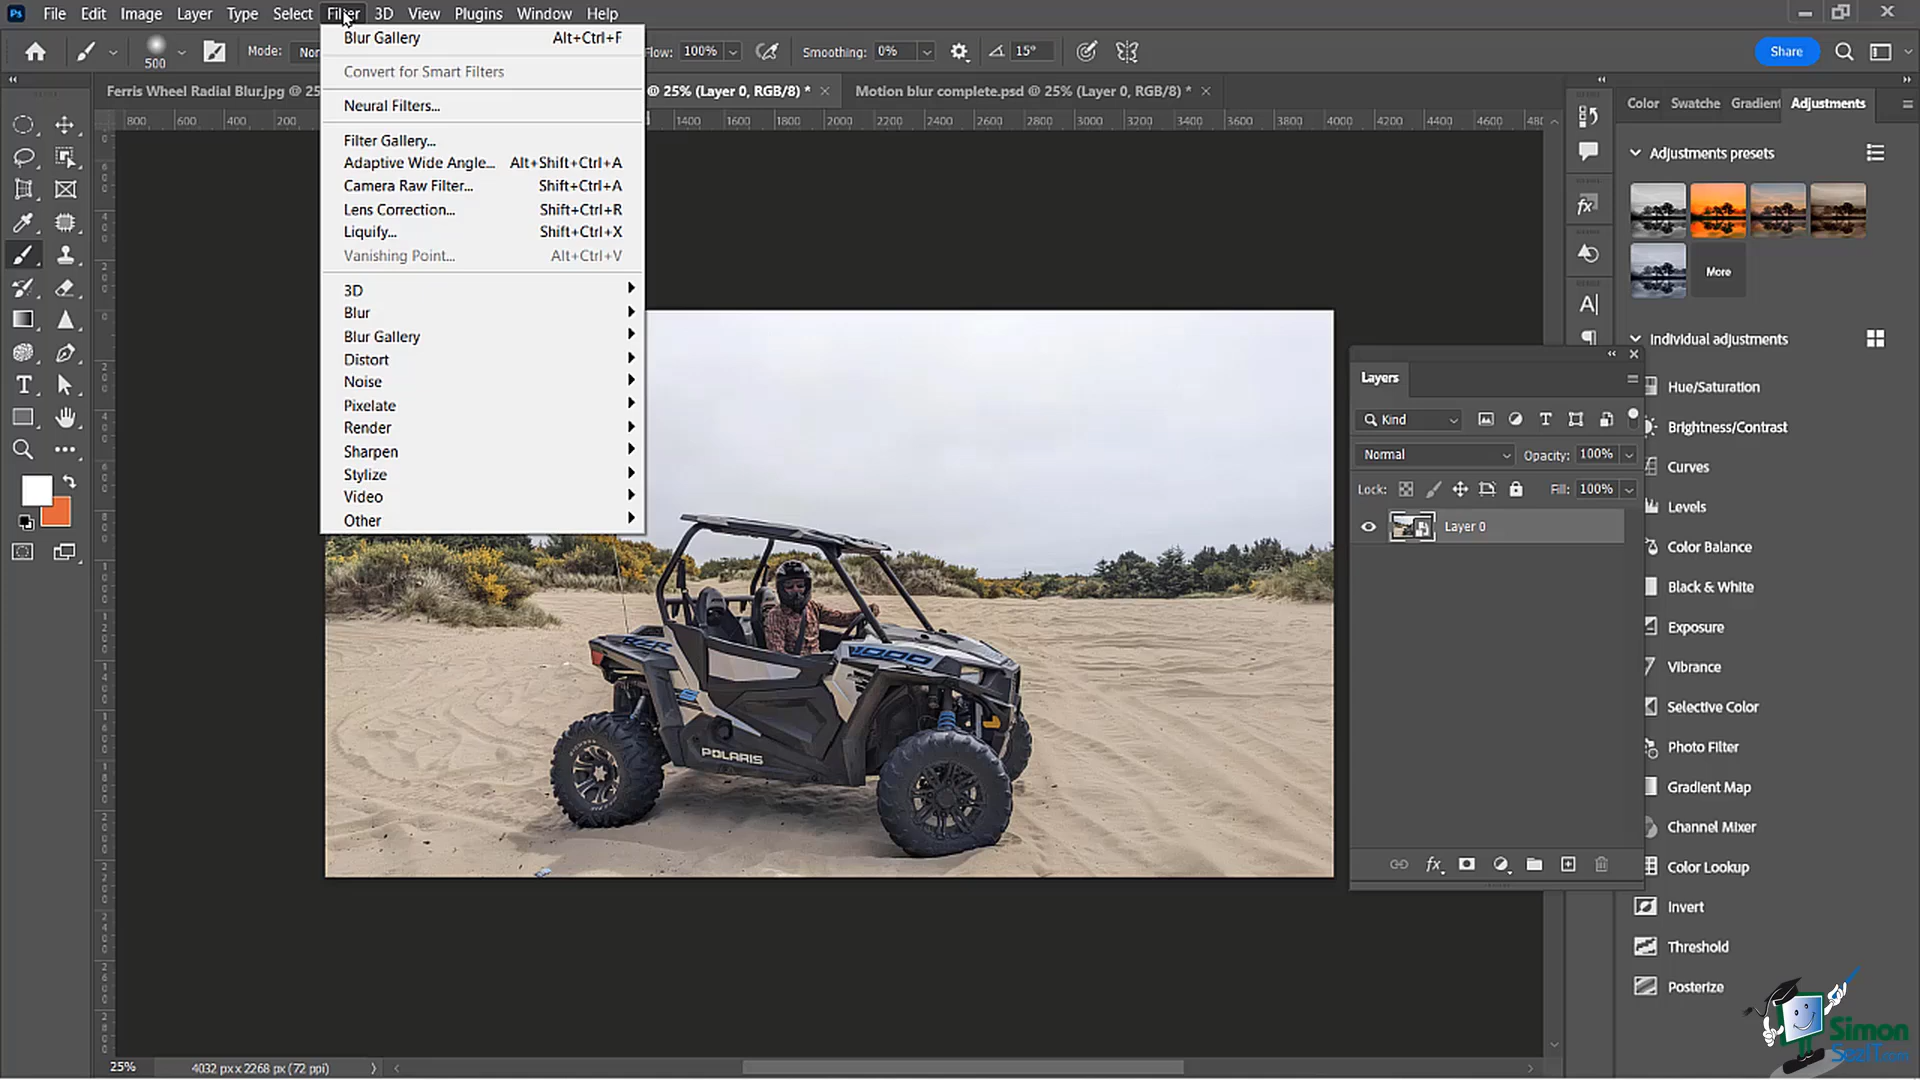 Ps File Edit Image Layer Type Select Filter 3D View Plugins Window Help
500 Mode: Flow: 100% Smoothing: 0% 15°
Ferris Wheel Radial Blur.jpg @ 25
@ 25% (Layer 0, RGB/8) * ×
Motion blur complete.psd @ 25% (Layer 0, RGB/8) * ×
800 600 400 200 1400 1600 1800 2000 2200 2400 2600 2800 3000 3200 3400 3600 3800 4000 4200 4400
Blur Gallery Alt+Ctrl+F
Convert for Smart Filters
Neural Filters...
Filter Gallery...
Adaptive Wide Angle... Alt+Shift+Ctrl+A
Camera Raw Filter... Shift+Ctrl+A
Lens Correction... Shift+Ctrl+R
Liquify... Shift+Ctrl+X
Vanishing Point... Alt+Ctrl+V
3D
Blur
Blur Gallery
Distort
Noise
Pixelate
Render
Sharpen
Stylize
Video
Other
1000
POLARIS
Share
Color Swatche Gradient Adjustments
Adjustments presets
More
Individual adjustments
Hue/Saturation
Brightness/Contrast
Curves
Levels
Color Balance
Black & White
Exposure
Vibrance
Selective Color
Photo Filter
Gradient Map
Channel Mixer
Color Lookup
Invert
Threshold
Posterize
Layers
Kind
Normal Opacity: 100%
Lock: Fill: 100%
Layer 0
fx
25% 4032 px x 2268 px (72 ppi)
Simon
SezIT.com